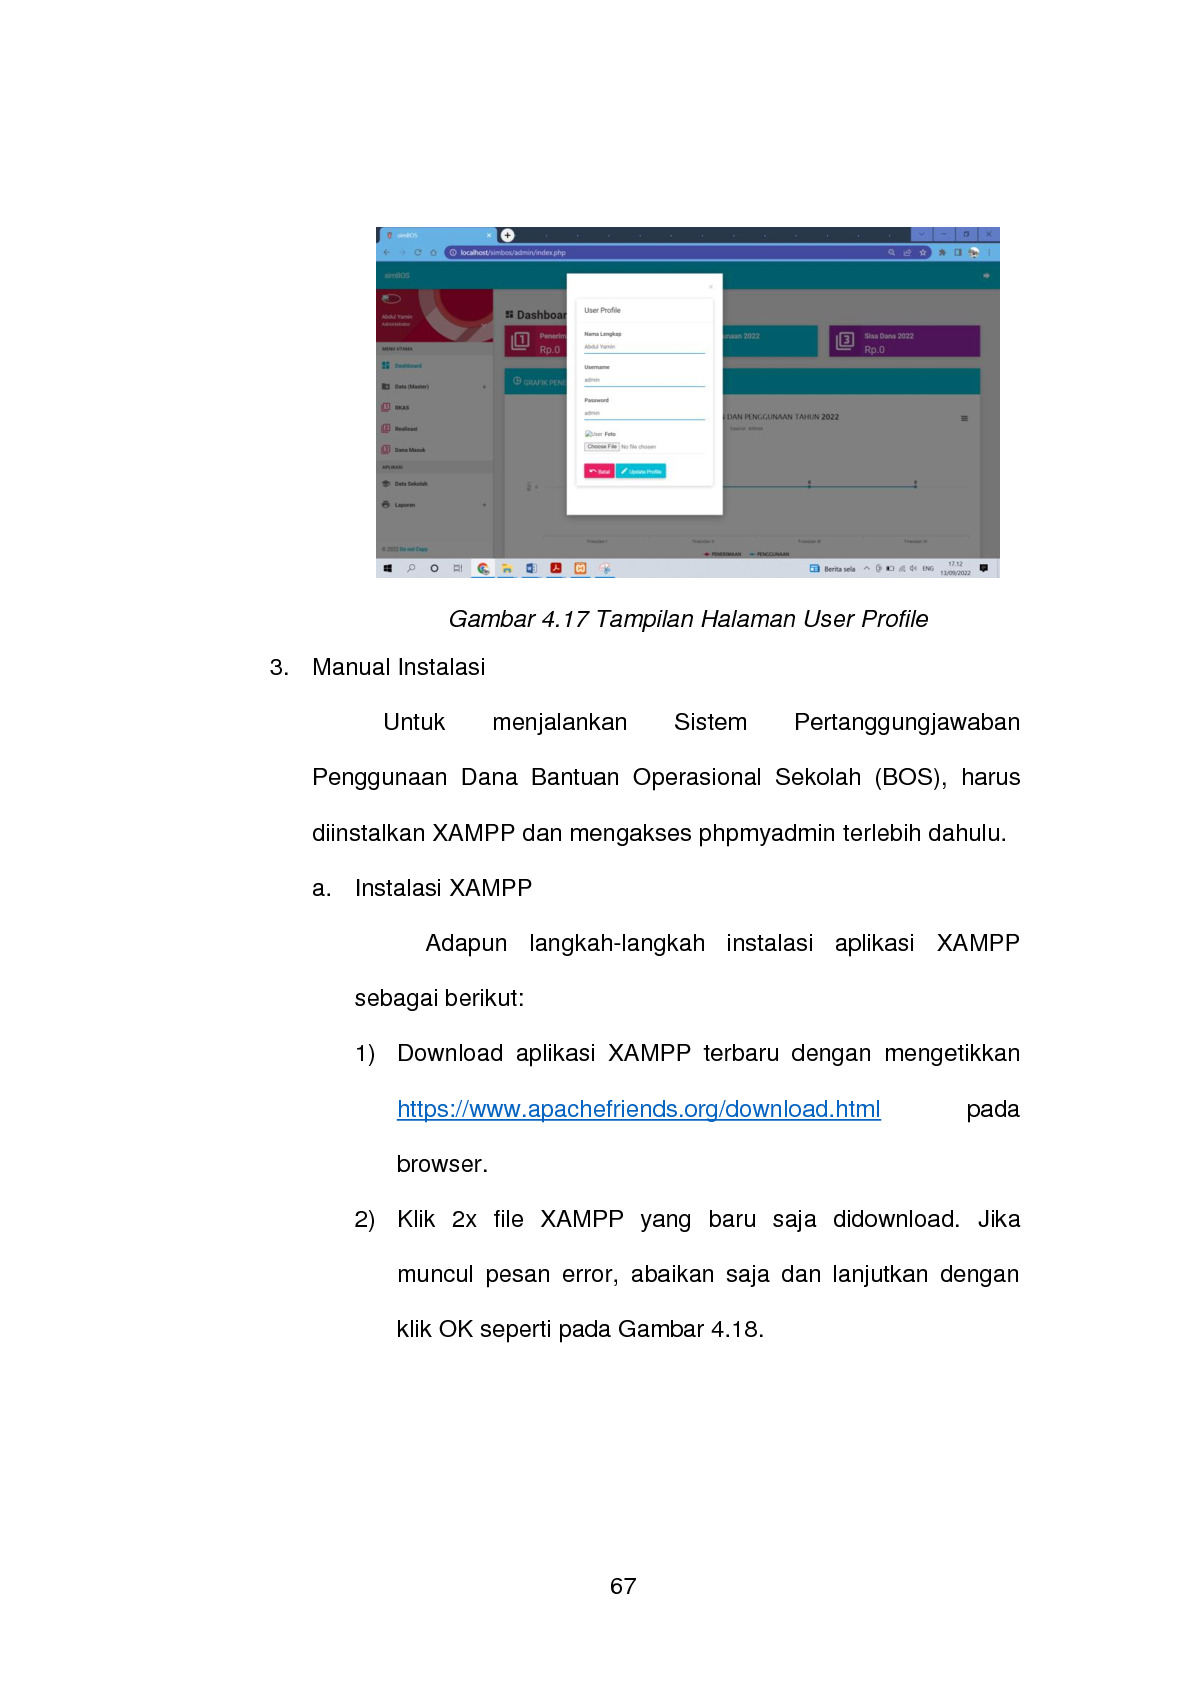 simBOS
localhost/simbos/admin/index.php
simBOS
Abdul Yamin
Administrator
MENU UTAMA
Dashboard
Data (Master)
RKAS
Realisasi
Dana Masuk
APLIKASI
Data Sekolah
Laporan
© 2022 Do not Copy
Dashboar
Rp.0
Sisa Dana 2022
Rp.0
GRAFIK PEN
DAN PENGGUNAAN TAHUN 2022
User Profile
Nama Lengkap
Abdul Yamin
Username
admin
Password
admin
User Foto
Choose File No file chosen
Batal Update Profile
PENERIMAAN PENGGUNAAN
Berita sela ENG 17.12
13/09/2022
Gambar 4.17 Tampilan Halaman User Profile
3. Manual Instalasi
Untuk menjalankan Sistem Pertanggungjawaban
Penggunaan Dana Bantuan Operasional Sekolah (BOS), harus
diinstalkan XAMPP dan mengakses phpmyadmin terlebih dahulu.
a. Instalasi XAMPP
Adapun langkah-langkah instalasi aplikasi XAMPP
sebagai berikut:
1) Download aplikasi XAMPP terbaru dengan mengetikkan
https://www.apachefriends.org/download.html pada
browser.
2) Klik 2x file XAMPP yang baru saja didownload. Jika
muncul pesan error, abaikan saja dan lanjutkan dengan
klik OK seperti pada Gambar 4.18.
67